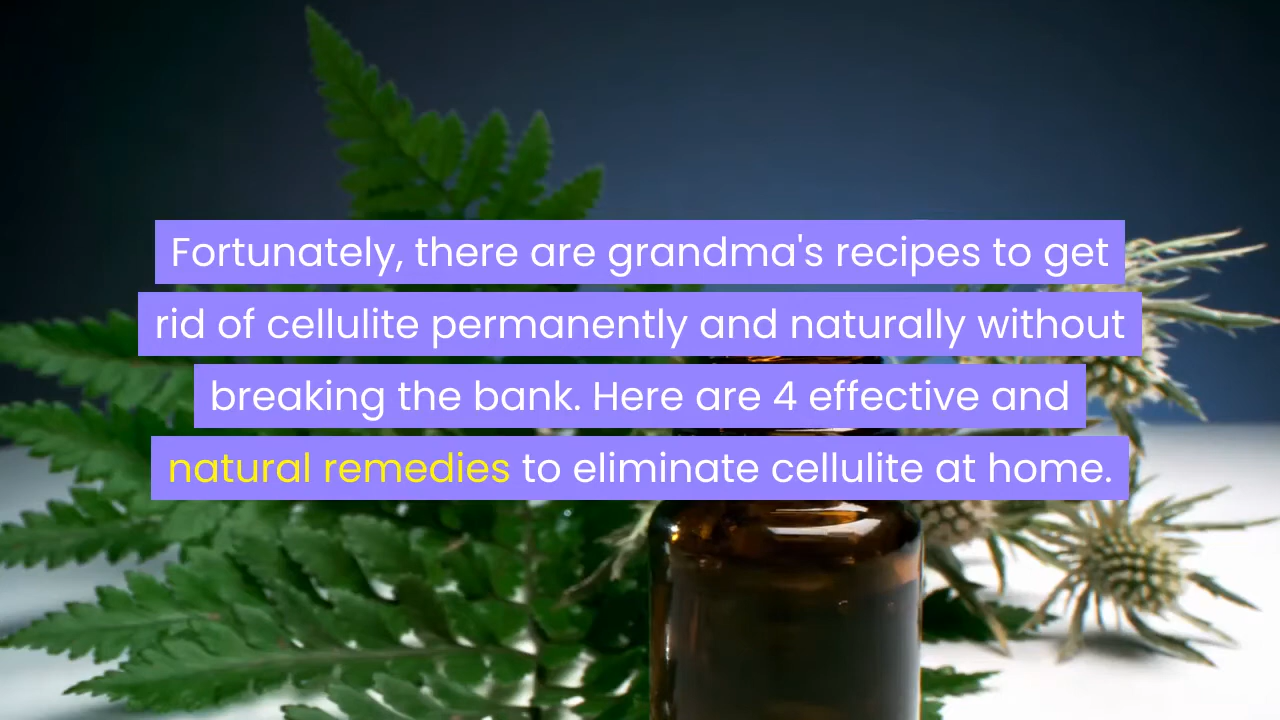 Fortunately, there are grandma's recipes to get
rid of cellulite permanently and naturally without
breaking the bank. Here are 4 effective and
natural remedies to eliminate cellulite at home.